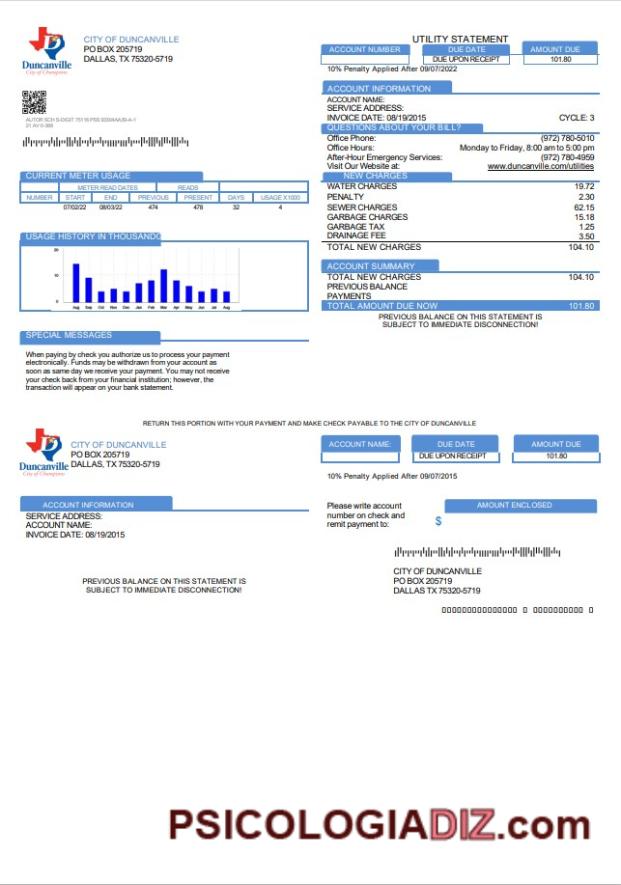 CITY OF DUNCANVILLE
PO BOX 205719
DALLAS, TX 75320-5719
Duncanville
City of Champions
UTILITY STATEMENT
ACCOUNT NUMBER DUE DATE AMOUNT DUE
DUE UPON RECEIPT 101.80
10% Penalty Applied After 09/07/2022
ACCOUNT INFORMATION
ACCOUNT NAME:
SERVICE ADDRESS:
INVOICE DATE: 08/19/2015 CYCLE: 3
QUESTIONS ABOUT YOUR BILL?
Office Phone: (972) 780-5010
Office Hours: Monday to Friday, 8:00 am to 5:00 pm
After-Hour Emergency Services: (972) 780-4959
Visit Our Website at: www.duncanville.com/utilities
NEW CHARGES
WATER CHARGES 19.72
PENALTY 2.30
SEWER CHARGES 62.15
GARBAGE CHARGES 15.18
GARBAGE TAX 1.25
DRAINAGE FEE 3.50
TOTAL NEW CHARGES 104.10
ACCOUNT SUMMARY
TOTAL NEW CHARGES 104.10
PREVIOUS BALANCE
PAYMENTS
TOTAL AMOUNT DUE NOW 101.80
PREVIOUS BALANCE ON THIS STATEMENT IS
SUBJECT TO IMMEDIATE DISCONNECTION!
CURRENT METER USAGE
METER READ DATES READS
NUMBER START END PREVIOUS PRESENT DAYS USAGE X1000
07/02/22 08/03/22 474 478 32 4
USAGE HISTORY IN THOUSAND
20
10
0
Aug Sep Oct Nov Dec Jan Feb Mar Apr May Jun Jul Aug
SPECIAL MESSAGES
When paying by check you authorize us to process your payment
electronically. Funds may be withdrawn from your account as
soon as same day we receive your payment. You may not receive
your check back from your financial institution; however, the
transaction will appear on your bank statement.
RETURN THIS PORTION WITH YOUR PAYMENT AND MAKE CHECK PAYABLE TO THE CITY OF DUNCANVILLE
CITY OF DUNCANVILLE
PO BOX 205719
DALLAS, TX 75320-5719
Duncanville
City of Champions
ACCOUNT NAME: DUE DATE AMOUNT DUE
DUE UPON RECEIPT 101.80
10% Penalty Applied After 09/07/2015
ACCOUNT INFORMATION
SERVICE ADDRESS:
ACCOUNT NAME:
INVOICE DATE: 08/19/2015
Please write account
number on check and
remit payment to:
AMOUNT ENCLOSED
$
PREVIOUS BALANCE ON THIS STATEMENT IS
SUBJECT TO IMMEDIATE DISCONNECTION!
CITY OF DUNCANVILLE
PO BOX 205719
DALLAS TX 75320-5719
PSICOLOGIADIZ.com